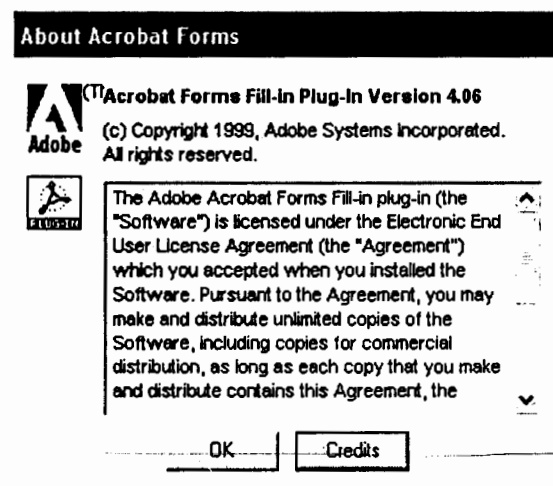 About Acrobat Forms
(T)Acrobat Forms Fill-in Plug-In Version 4.06
(c) Copyright 1999, Adobe Systems Incorporated.
All rights reserved.
Adobe
PLUG-IN
The Adobe Acrobat Forms Fill-in plug-in (the
"Software") is licensed under the Electronic End
User License Agreement (the "Agreement")
which you accepted when you installed the
Software. Pursuant to the Agreement, you may
make and distribute unlimited copies of the
Software, including copies for commercial
distribution, as long as each copy that you make
and distribute contains this Agreement, the
OK
Credits